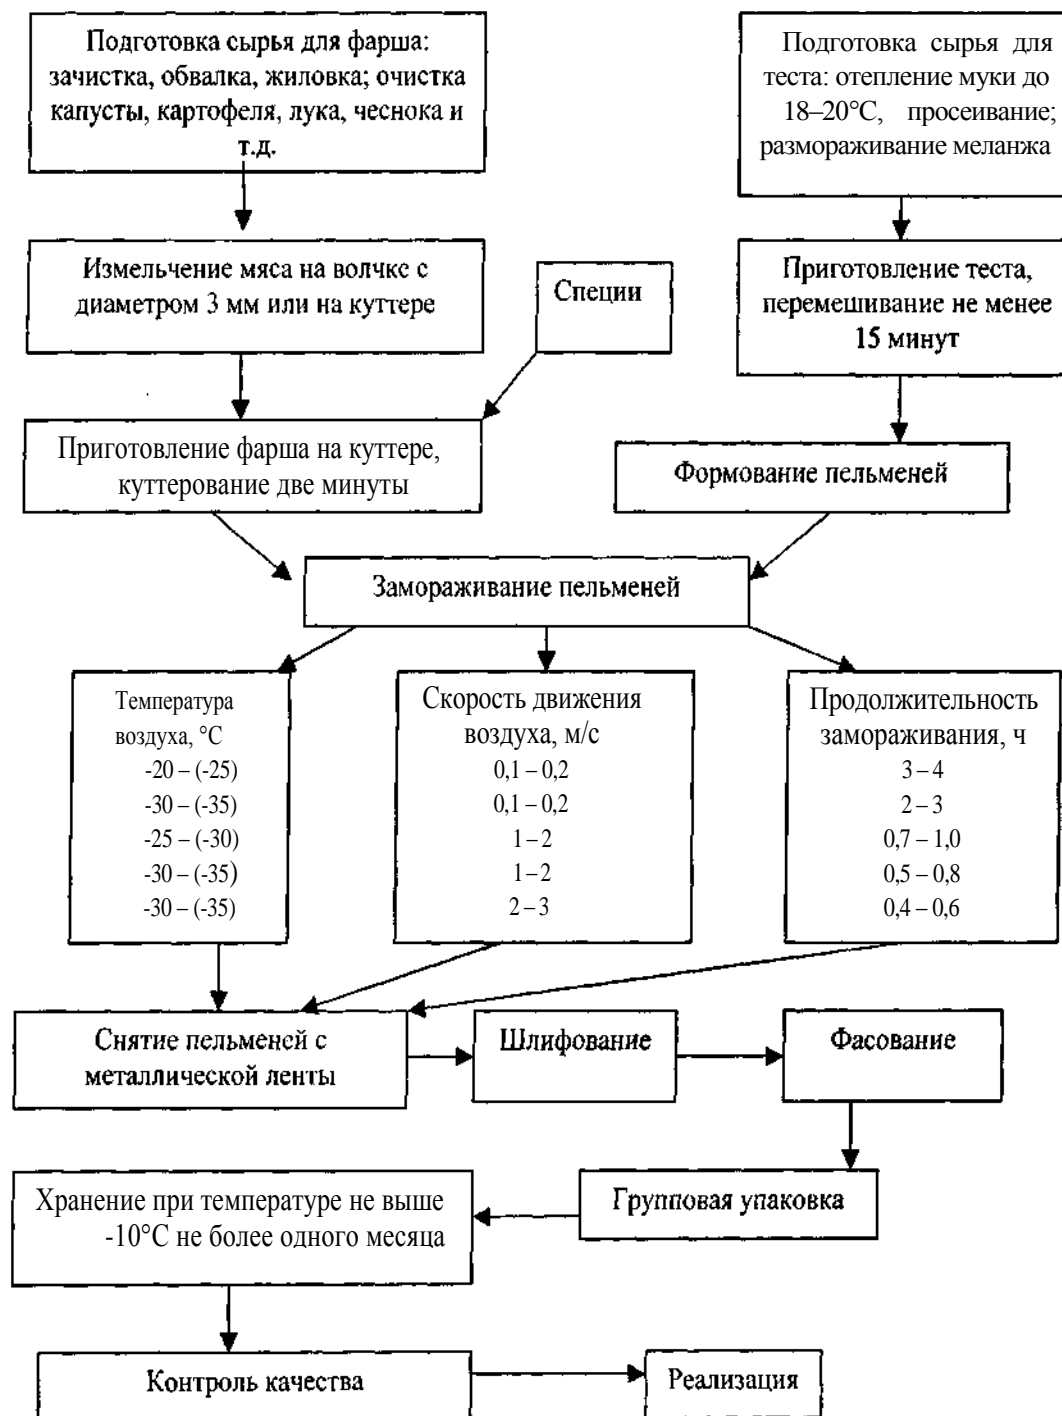 Подготовка сырья для фарша:
зачистка, обвалка, жиловка; очистка
капусты, картофеля, лука, чеснока и
т.д.
Подготовка сырья для
теста: отепление муки до
18–20°С, просеивание;
размораживание меланжа
Измельчение мяса на волчке с
диаметром 3 мм или на куттере
Специи
Приготовление теста,
перемешивание не менее
15 минут
Приготовление фарша на куттере,
куттерование две минуты
Формование пельменей
Замораживание пельменей
Температура
воздуха, °С
-20 – (-25)
-30 – (-35)
-25 – (-30)
-30 – (-35)
-30 – (-35)
Скорость движения
воздуха, м/с
0,1 – 0,2
0,1 – 0,2
1 – 2
1 – 2
2 – 3
Продолжительность
замораживания, ч
3 – 4
2 – 3
0,7 – 1,0
0,5 – 0,8
0,4 – 0,6
Снятие пельменей с
металлической ленты
Шлифование
Фасование
Групповая упаковка
Хранение при температуре не выше
-10°С не более одного месяца
Контроль качества
Реализация